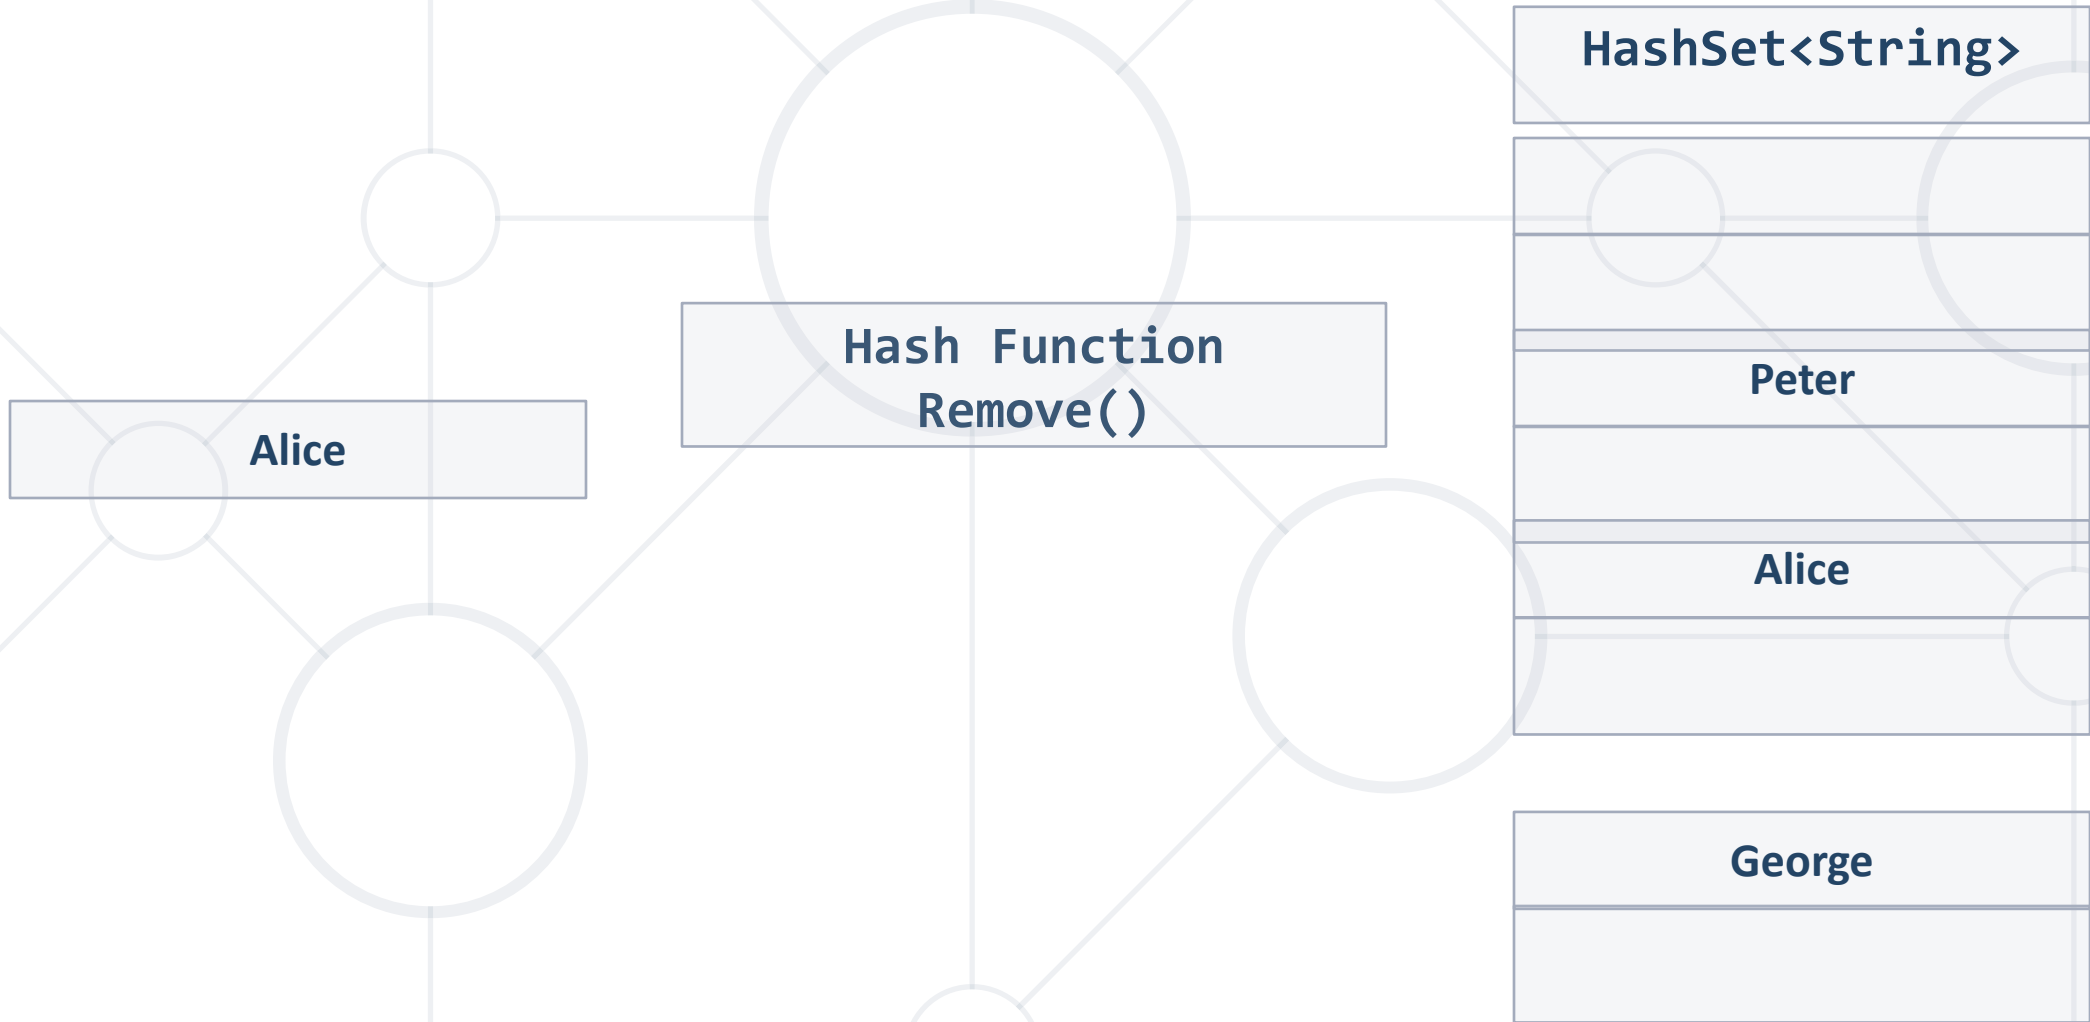 HashSet<String>
Hash Function
Remove()
Alice
Peter
Alice
George